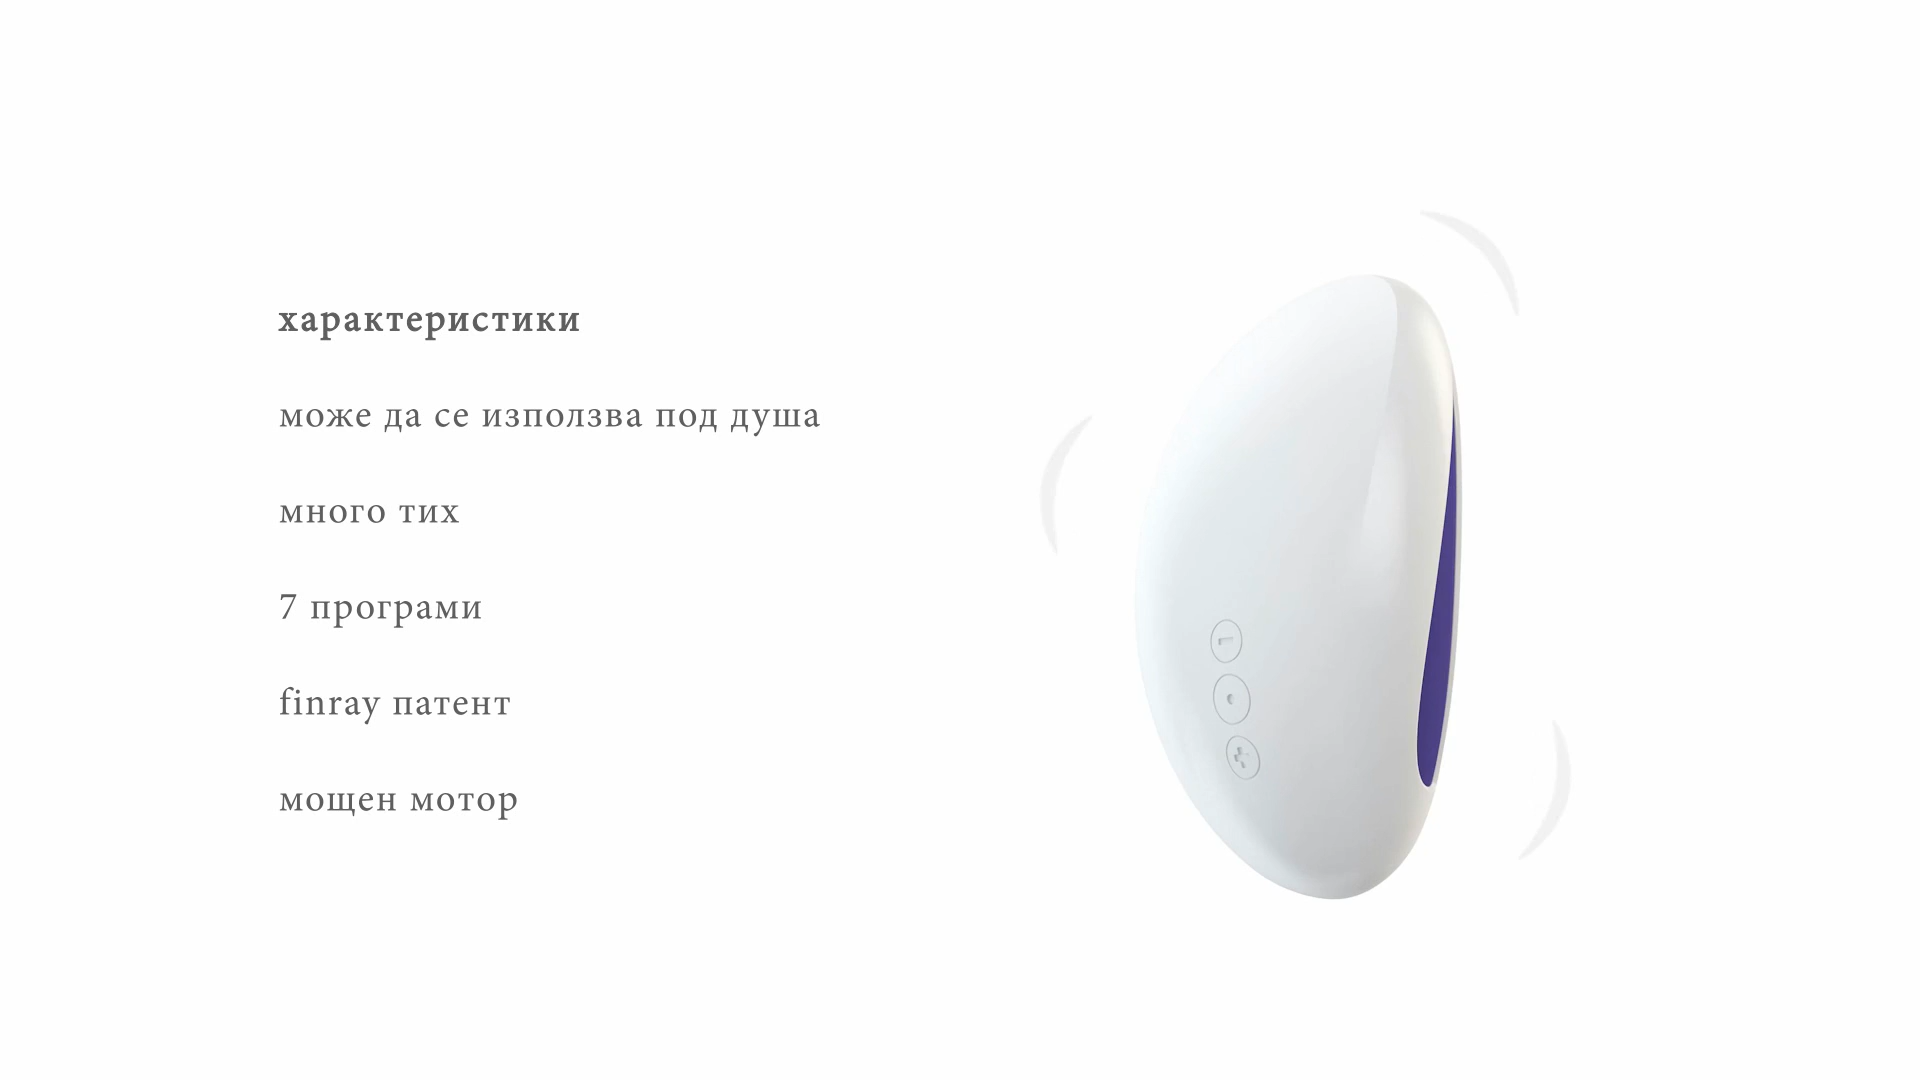 характеристики
може да се използва под душа
много тих
7 програми
finray патент
мощен мотор